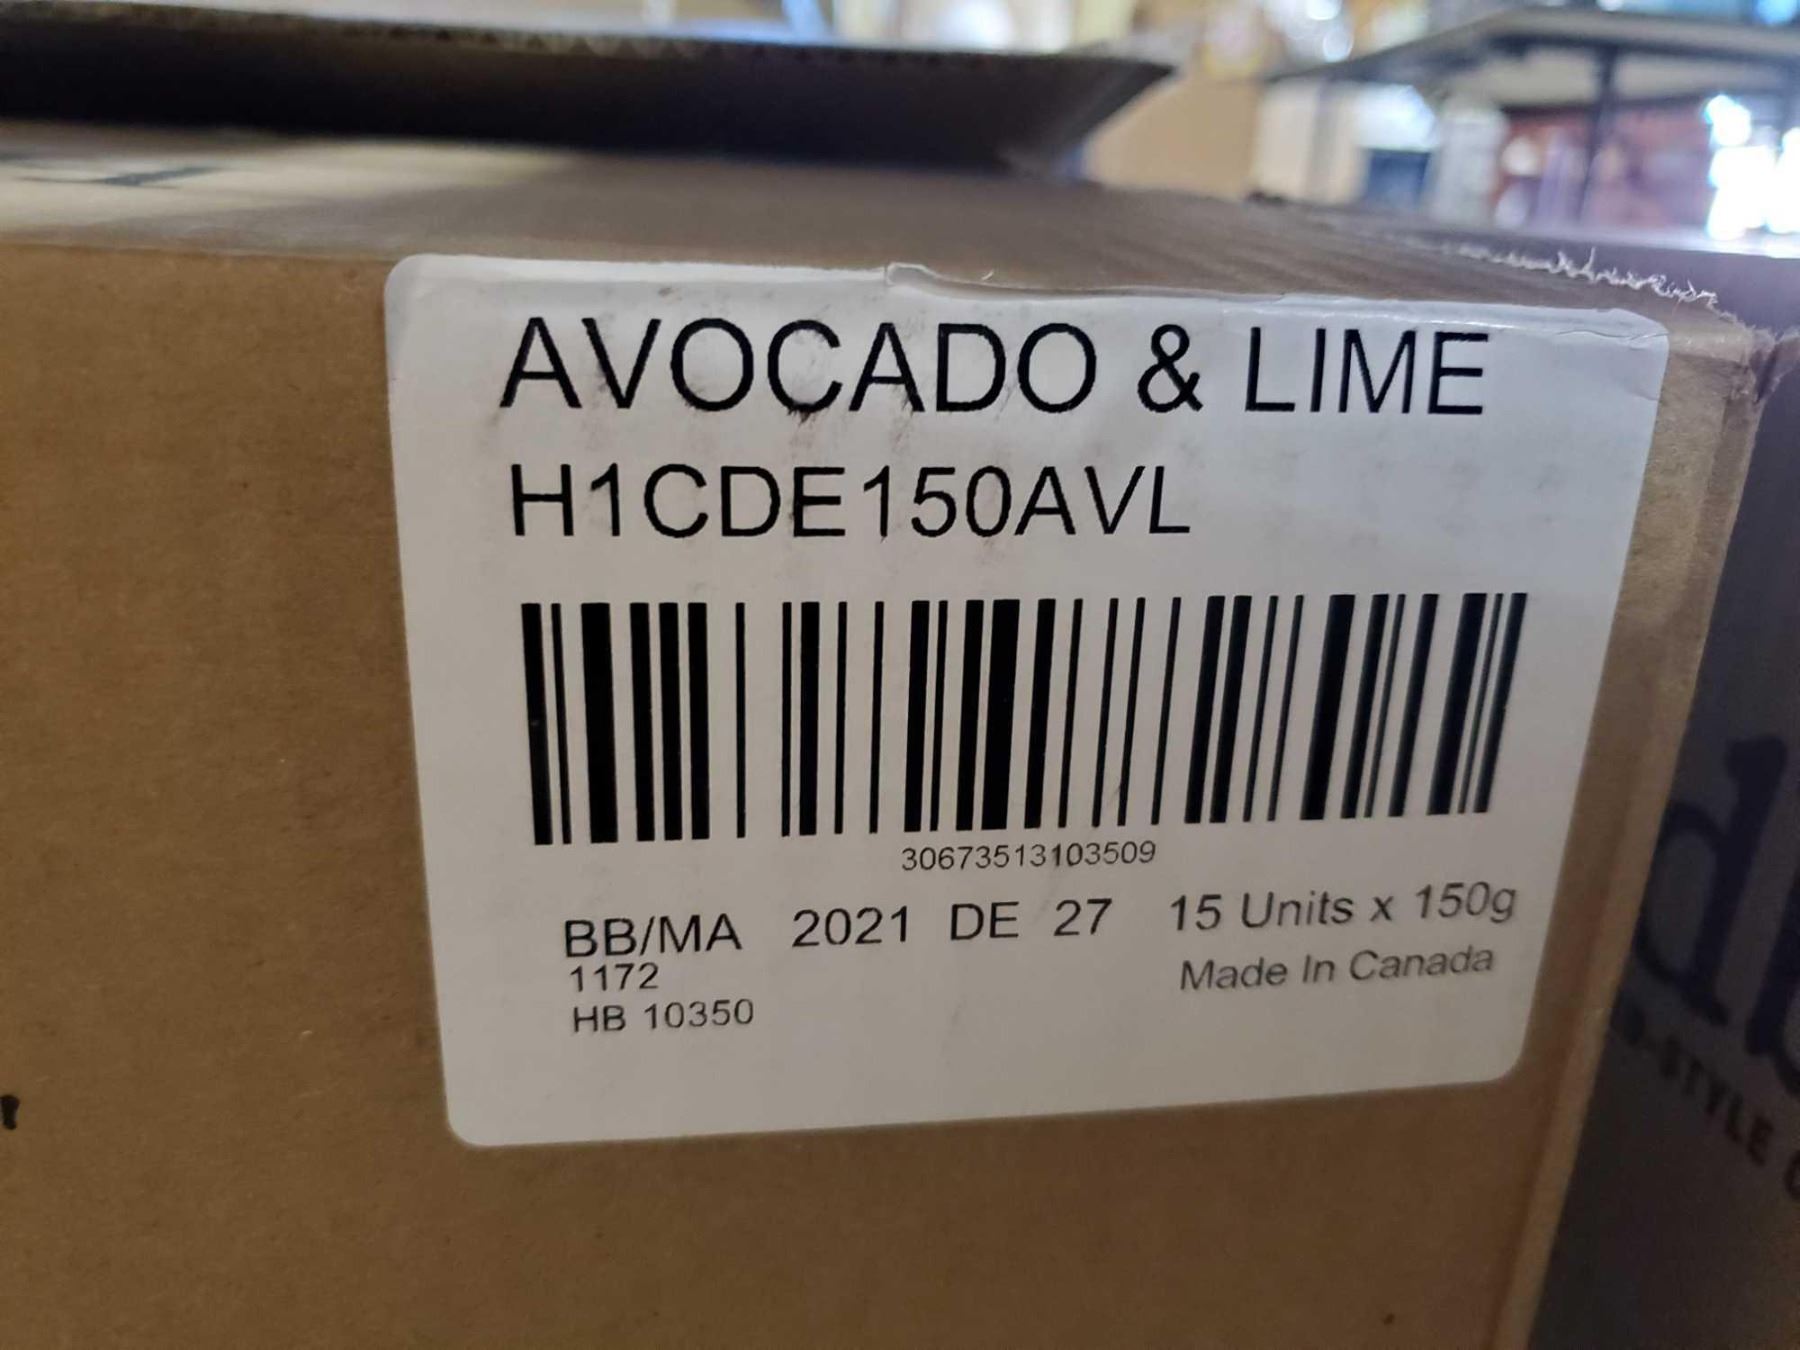 AVOCADO & LIME
H1CDE150AVL
30673513103509
BB/MA 2021 DE 27 15 Units x 150g
1172
Made In Canada
HB 10350